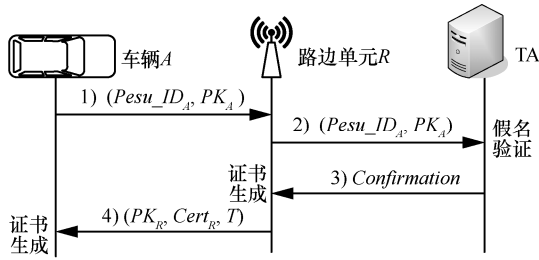 车辆A
路边单元R
TA
1) (Pesu_ID_A, PK_A)
2) (Pesu_ID_A, PK_A)
假名
验证
3) Confirmation
证书
生成
4) (PK_R, Cert_R, T)
证书
生成